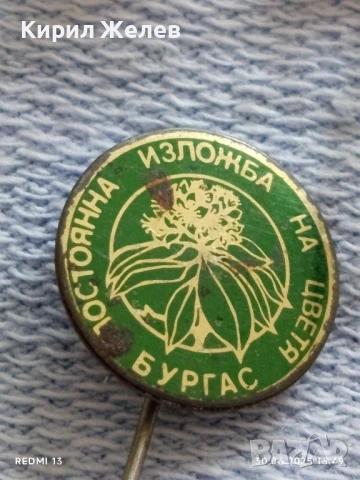 Кирил Желев
ПОСТОЯННА ИЗЛОЖБА НА ЦВЕТЯ
БУРГАС
REDMI 13